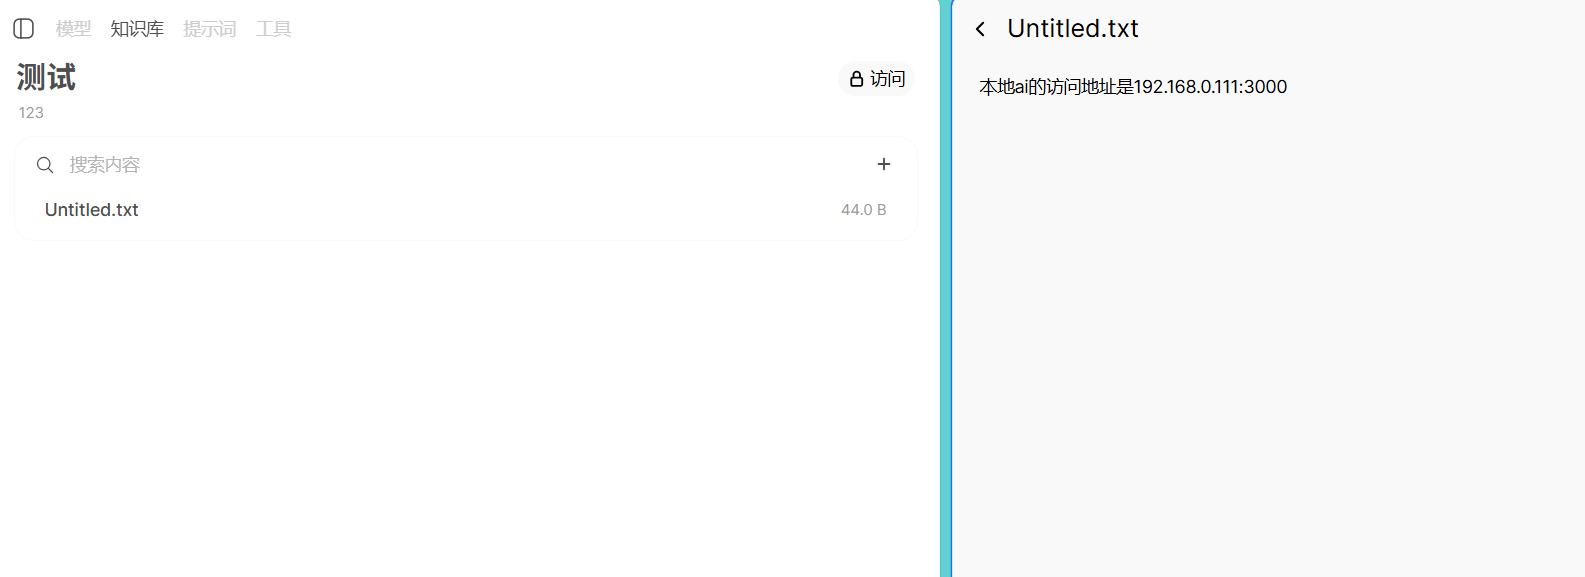 模型 知识库 提示词 工具
测试
访问
123
搜索内容
Untitled.txt 44.0 B
Untitled.txt
本地ai的访问地址是192.168.0.111:3000